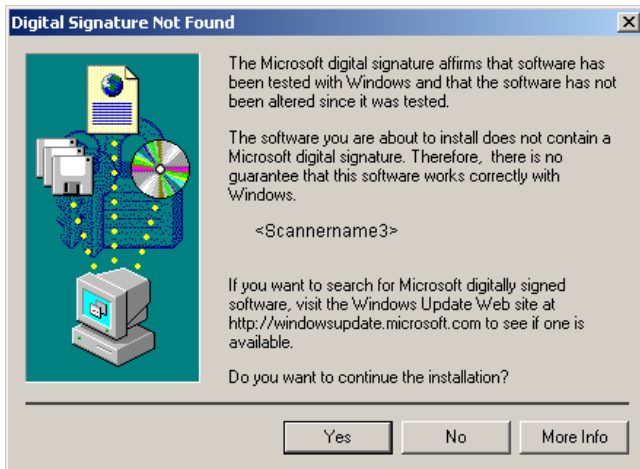 Digital Signature Not Found
The Microsoft digital signature affirms that software has
been tested with Windows and that the software has not
been altered since it was tested.
The software you are about to install does not contain a
Microsoft digital signature. Therefore,  there is no
guarantee that this software works correctly with
Windows.
<Scannername3>
If you want to search for Microsoft digitally signed
software, visit the Windows Update Web site at
http://windowsupdate.microsoft.com to see if one is
available.
Do you want to continue the installation?
Yes
No
More Info